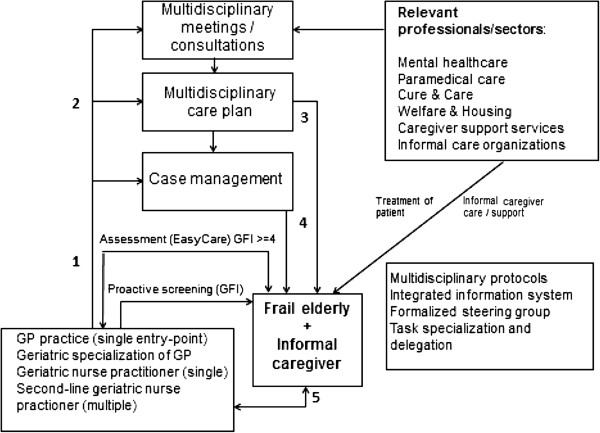 Multidisciplinary
meetings /
consultations
Relevant
professionals/sectors:
Mental healthcare
Paramedical care
Cure & Care
Welfare & Housing
Caregiver support services
Informal care organizations
2
Multidisciplinary
care plan
3
Case management
4
Treatment of
patient
Informal caregiver
care / support
1
Assessment (EasyCare) GFI >=4
Proactive screening (GFI)
Frail elderly
+
Informal
caregiver
Multidisciplinary protocols
Integrated information system
Formalized steering group
Task specialization and
delegation
GP practice (single entry-point)
Geriatric specialization of GP
Geriatric nurse practitioner (single)
Second-line geriatric nurse
practioner (multiple)
5